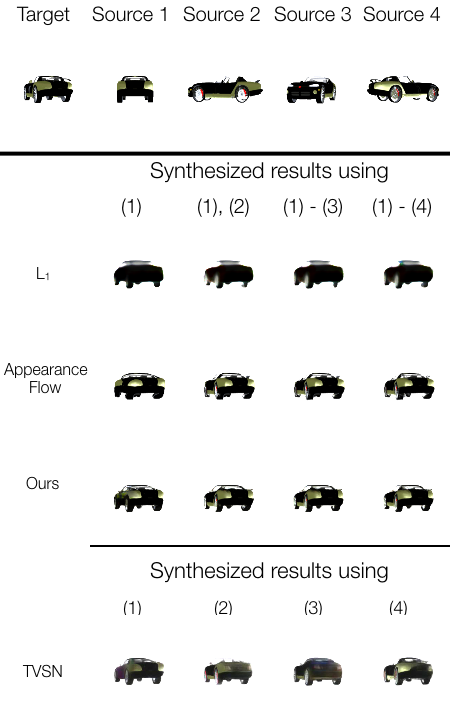 Target Source 1 Source 2 Source 3 Source 4
Synthesized results using
(1) (1), (2) (1) - (3) (1) - (4)
L₁
Appearance
Flow
Ours
Synthesized results using
(1) (2) (3) (4)
TVSN